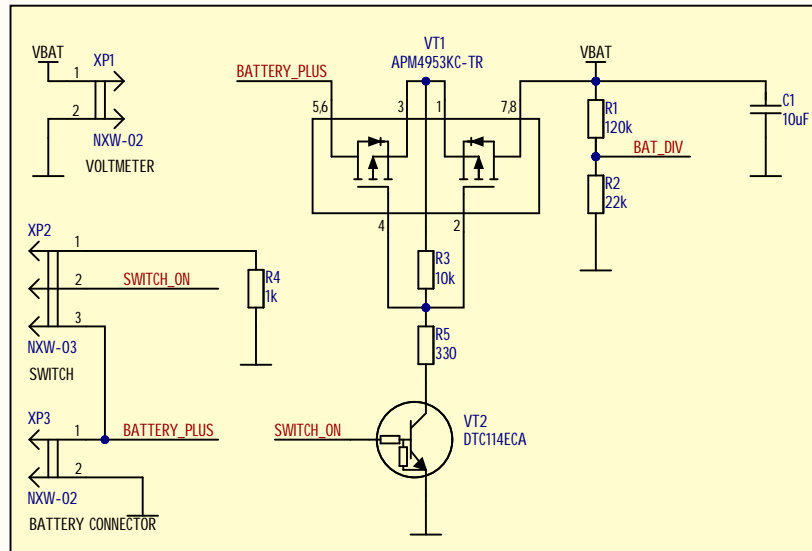 VBAT
XP1
1
2
NXW-02
VOLTMETER
XP2
1
2
SWITCH_ON
3
NXW-03
SWITCH
R4
1k
XP3
1
BATTERY_PLUS
2
NXW-02
BATTERY CONNECTOR
VT1
APM4953KC-TR
BATTERY_PLUS
5,6
3
1
7,8
4
2
R3
10k
R5
330
SWITCH_ON
VT2
DTC114ECA
VBAT
R1
120k
BAT_DIV
R2
22k
C1
10uF